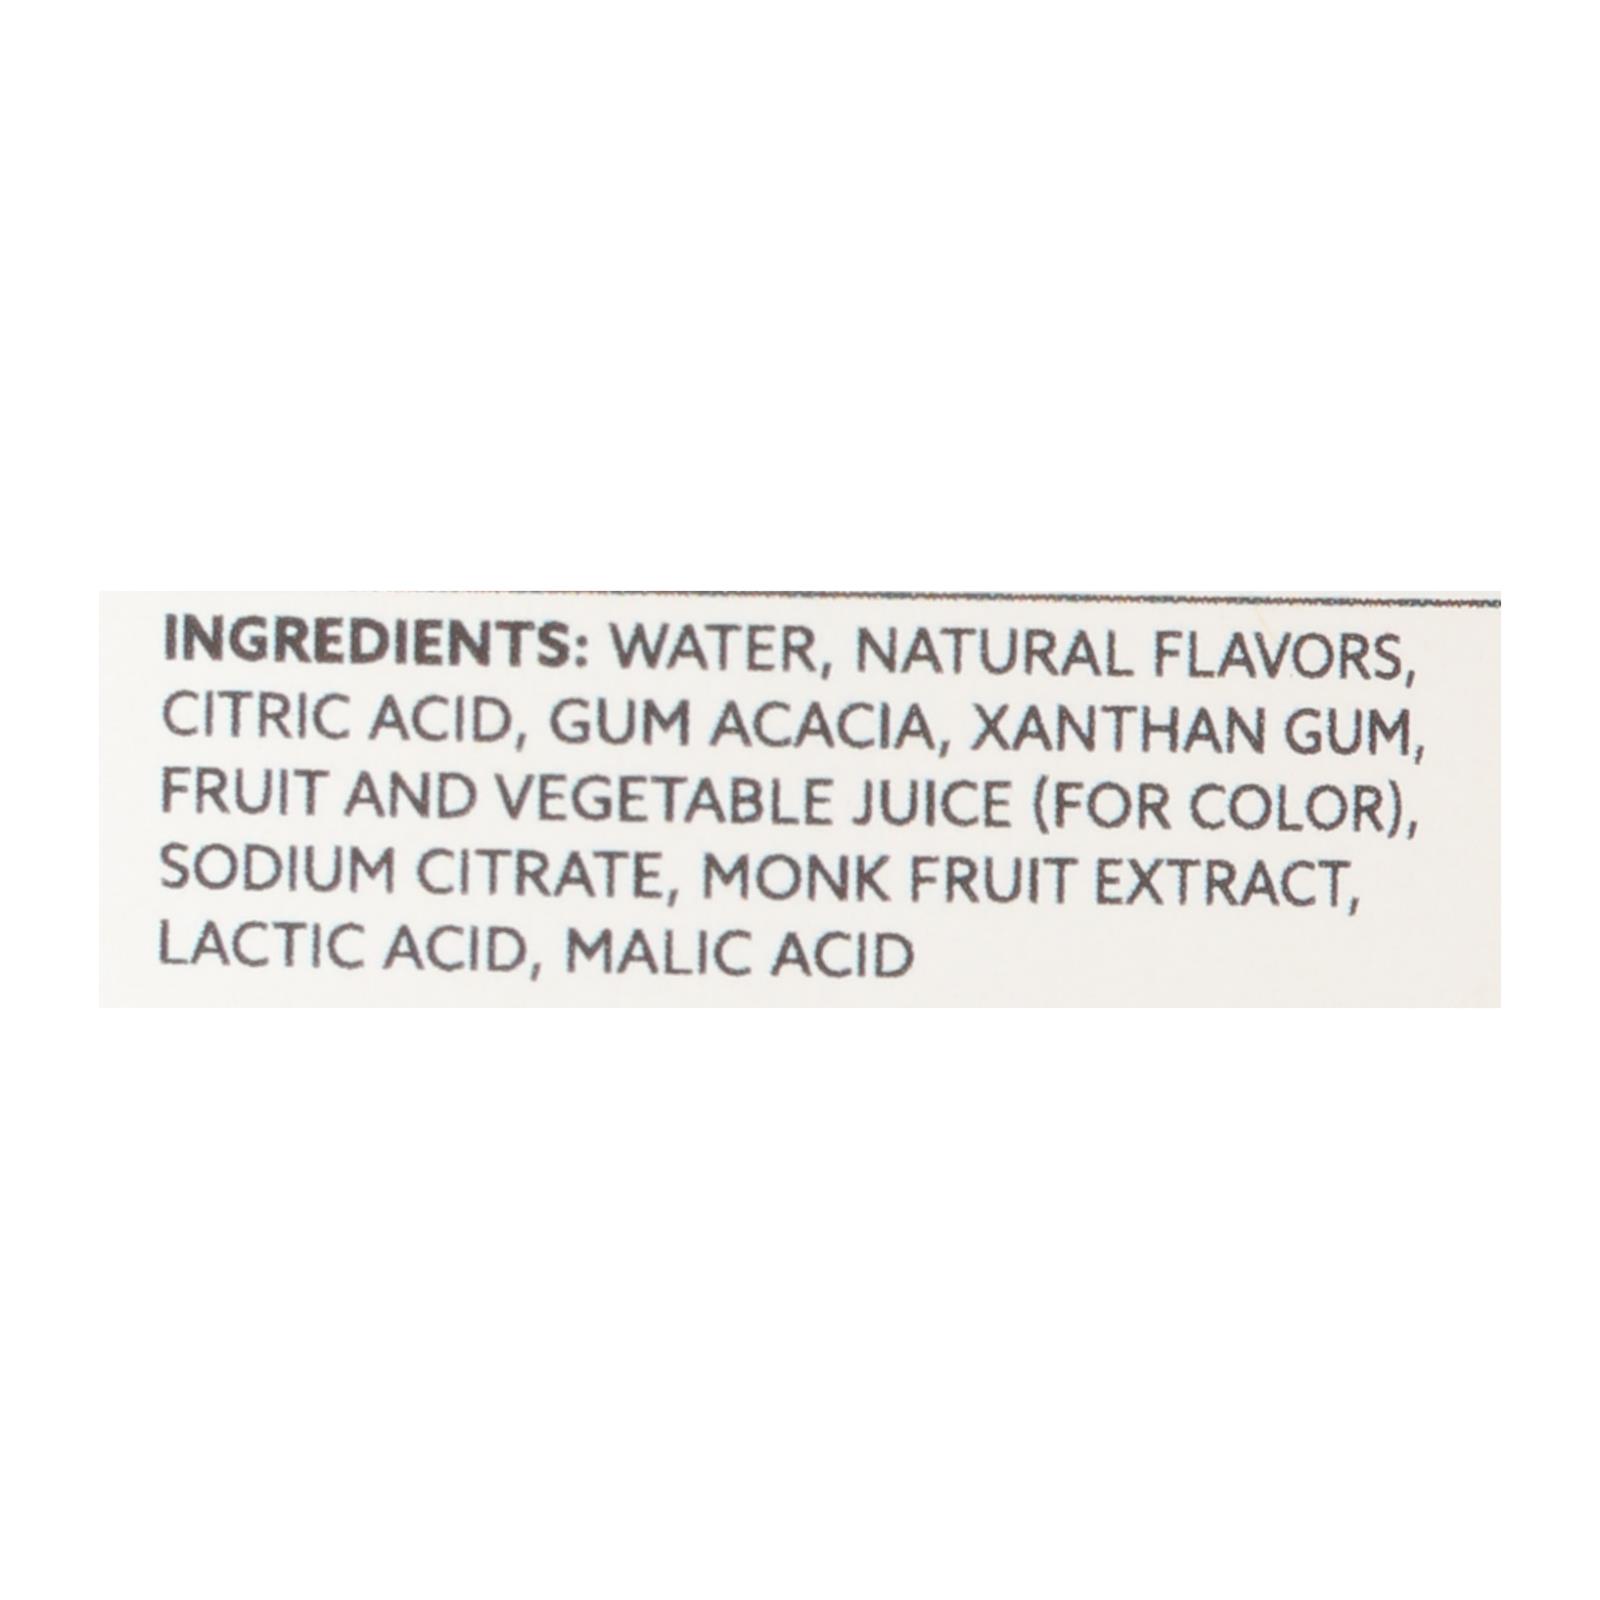 INGREDIENTS: WATER, NATURAL FLAVORS,
CITRIC ACID, GUM ACACIA, XANTHAN GUM,
FRUIT AND VEGETABLE JUICE (FOR COLOR),
SODIUM CITRATE, MONK FRUIT EXTRACT,
LACTIC ACID, MALIC ACID